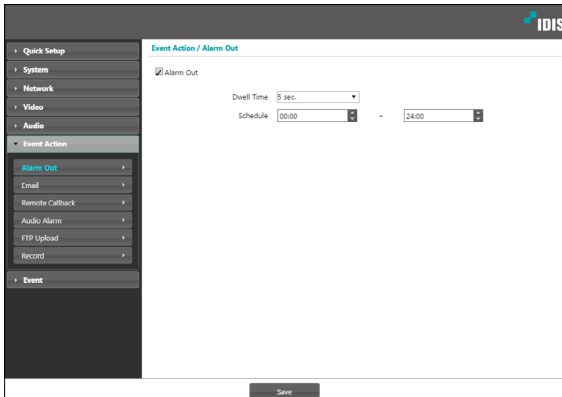 IDIS
Quick Setup
System
Network
Video
Audio
Event Action
Alarm Out
Email
Remote Callback
Audio Alarm
FTP Upload
Record
Event
Event Action / Alarm Out
Alarm Out
Dwell Time 5 sec.
Schedule 00:00 ~ 24:00
Save